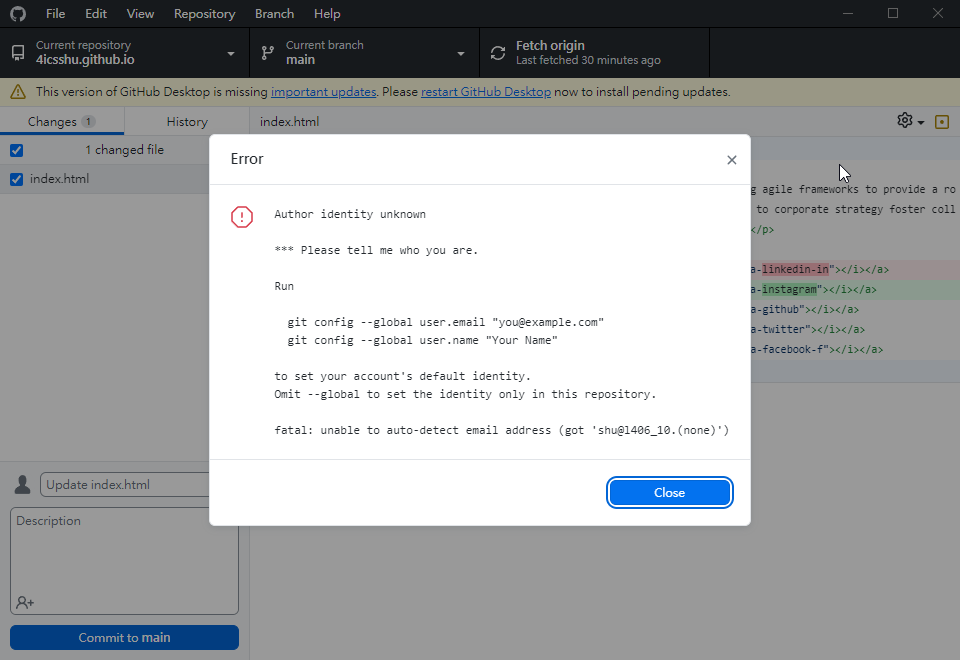 File Edit View Repository Branch Help
Current repository
4icsshu.github.io
Current branch
main
Fetch origin
Last fetched 30 minutes ago
This version of GitHub Desktop is missing important updates. Please restart GitHub Desktop now to install pending updates.
Changes 1
History
index.html
1 changed file
index.html
g agile frameworks to provide a ro
to corporate strategy foster coll
</p>
a-linkedin-in"></i></a>
a-instagram"></i></a>
a-github"></i></a>
a-twitter"></i></a>
a-facebook-f"></i></a>
Error
Author identity unknown
*** Please tell me who you are.
Run
git config --global user.email "you@example.com"
git config --global user.name "Your Name"
to set your account's default identity.
Omit --global to set the identity only in this repository.
fatal: unable to auto-detect email address (got 'shu@l406_10.(none)')
Close
Update index.html
Description
Commit to main